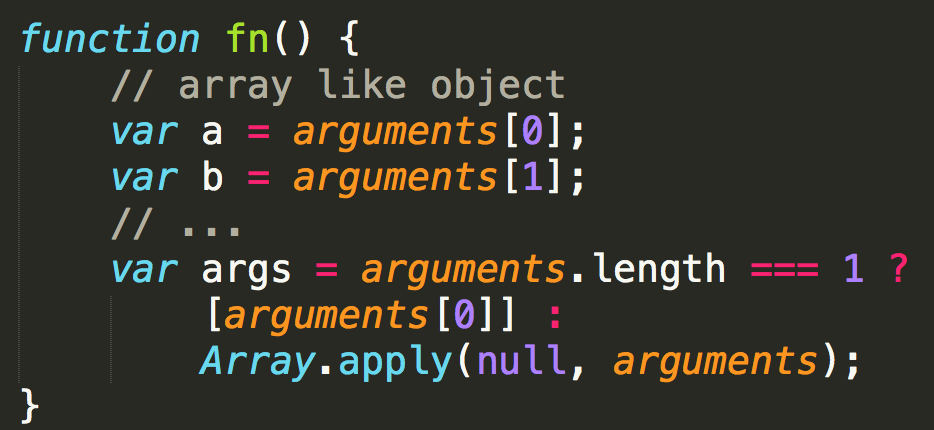 function fn() {
    // array like object
    var a = arguments[0];
    var b = arguments[1];
    // ...
    var args = arguments.length === 1 ?
        [arguments[0]] :
        Array.apply(null, arguments);
}